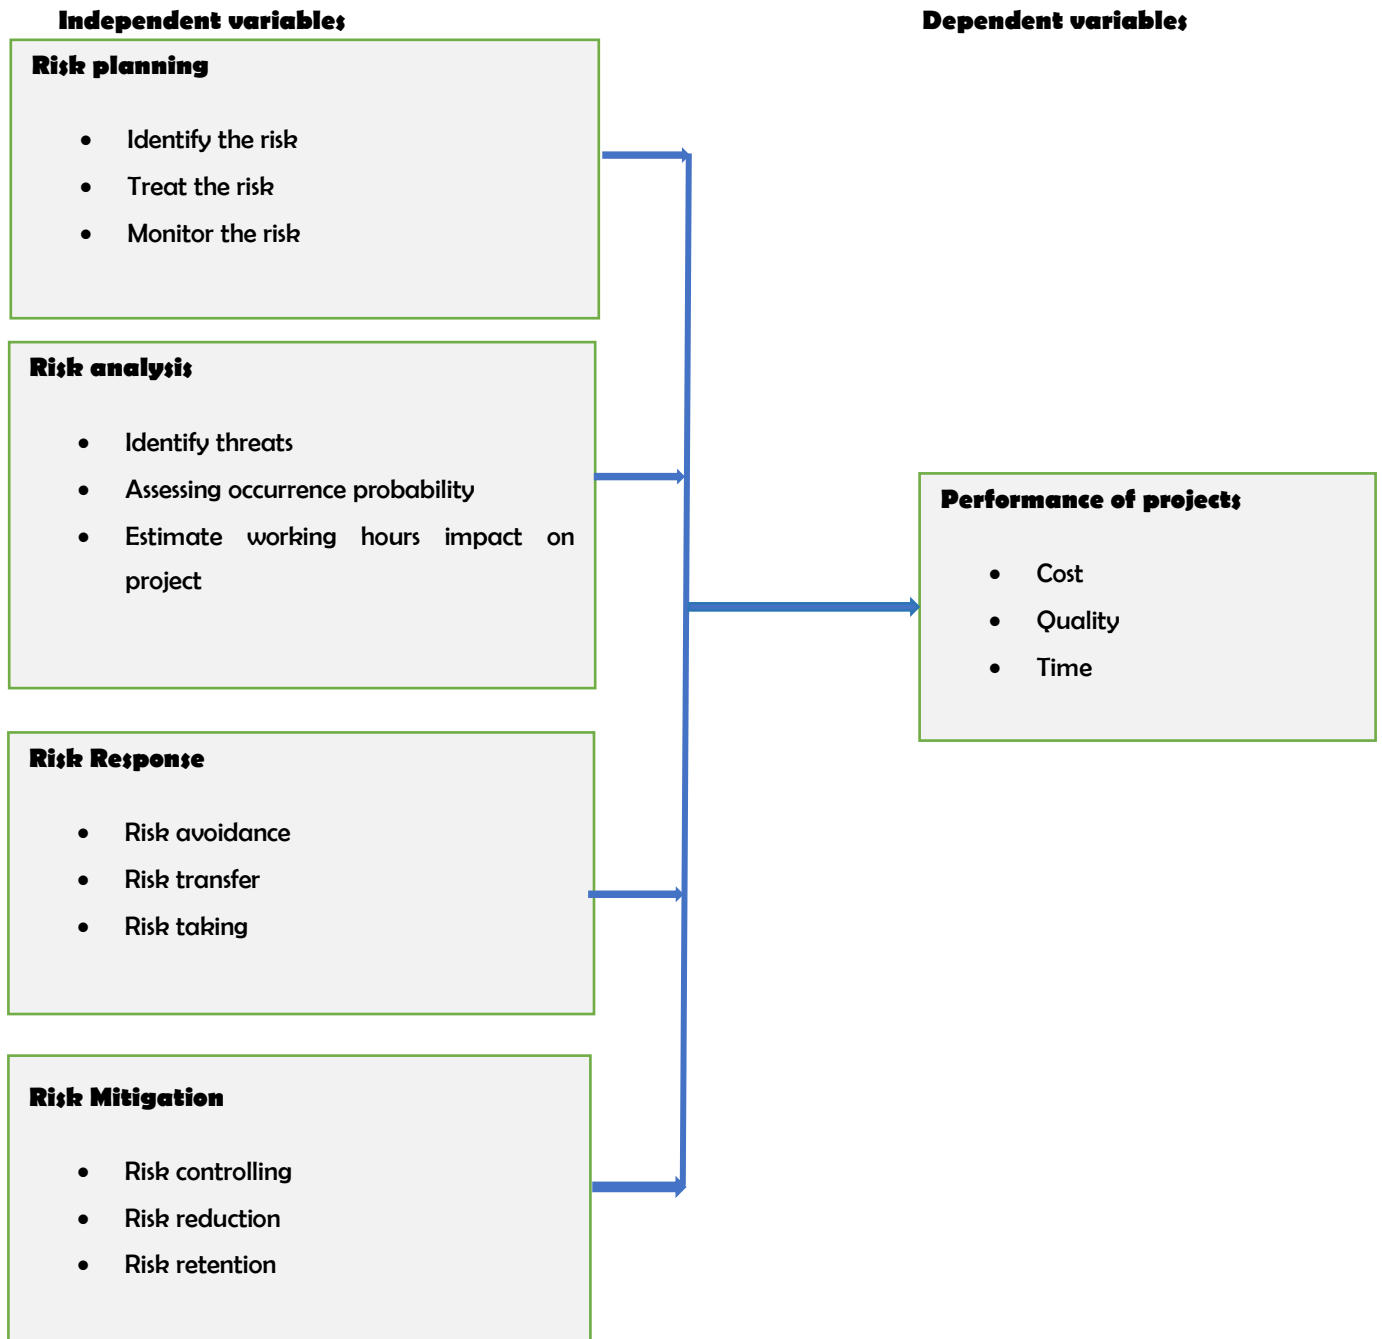 Independent variables
Dependent variables
Risk planning
• Identify the risk
• Treat the risk
• Monitor the risk
Risk analysis
• Identify threats
• Assessing occurrence probability
• Estimate working hours impact on
project
Performance of projects
• Cost
• Quality
• Time
Risk Response
• Risk avoidance
• Risk transfer
• Risk taking
Risk Mitigation
• Risk controlling
• Risk reduction
• Risk retention